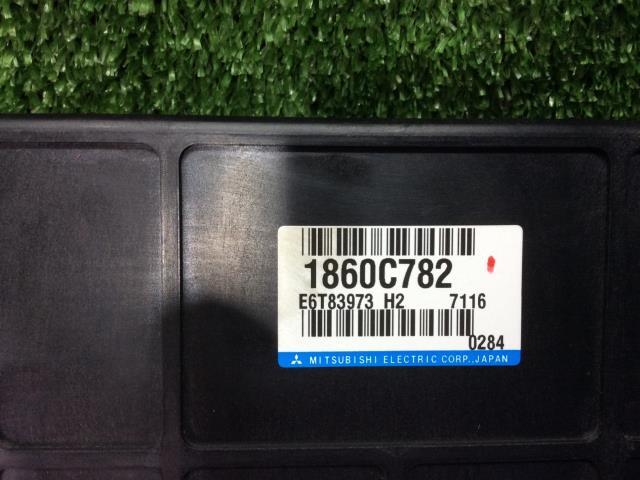 1860C782
E6T83973 H2 7116
0284
MITSUBISHI ELECTRIC CORP.,JAPAN